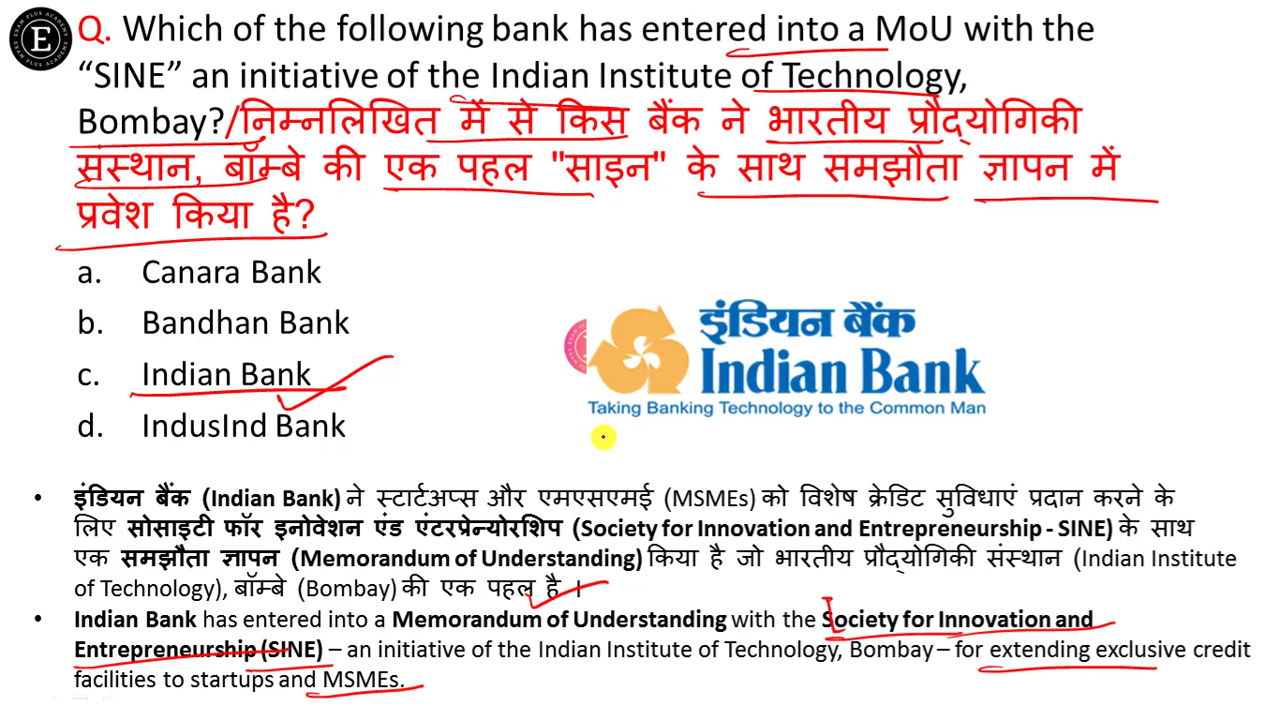 Q. Which of the following bank has entered into a MoU with the
“SINE” an initiative of the Indian Institute of Technology,
Bombay?/निम्नलिखित में से किस बैंक ने भारतीय प्रौद्योगिकी
संस्थान, बॉम्बे की एक पहल "साइन" के साथ समझौता ज्ञापन में
प्रवेश किया है?
a. Canara Bank
b. Bandhan Bank
c. Indian Bank
d. IndusInd Bank
इंडियन बैंक
Indian Bank
Taking Banking Technology to the Common Man
• इंडियन बैंक (Indian Bank) ने स्टार्टअप्स और एमएसएमई (MSMEs) को विशेष क्रेडिट सुविधाएं प्रदान करने के
लिए सोसाइटी फॉर इनोवेशन एंड एंटरप्रेन्योरशिप (Society for Innovation and Entrepreneurship - SINE) के साथ
एक समझौता ज्ञापन (Memorandum of Understanding) किया है जो भारतीय प्रौद्योगिकी संस्थान (Indian Institute
of Technology), बॉम्बे (Bombay) की एक पहल है ।
• Indian Bank has entered into a Memorandum of Understanding with the Society for Innovation and
Entrepreneurship (SINE) – an initiative of the Indian Institute of Technology, Bombay – for extending exclusive credit
facilities to startups and MSMEs.
E
EXAM PLUS ACADEMY